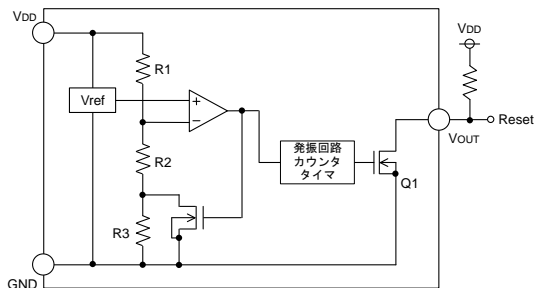 VDD
VDD
R1
Vref
+
−
Reset
VOUT
発振回路
カウンタ
タイマ
R2
Q1
R3
GND